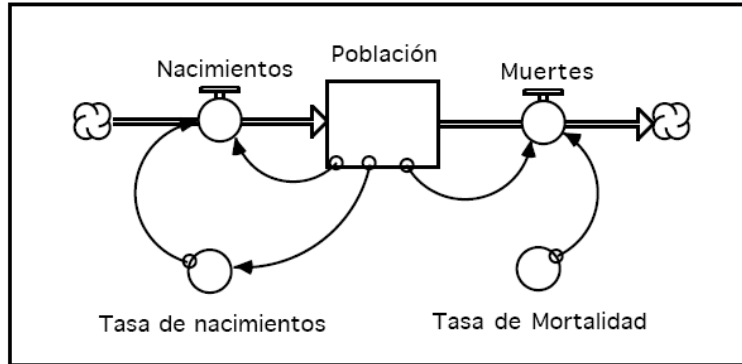 Población
Nacimientos
Muertes
Tasa de nacimientos
Tasa de Mortalidad